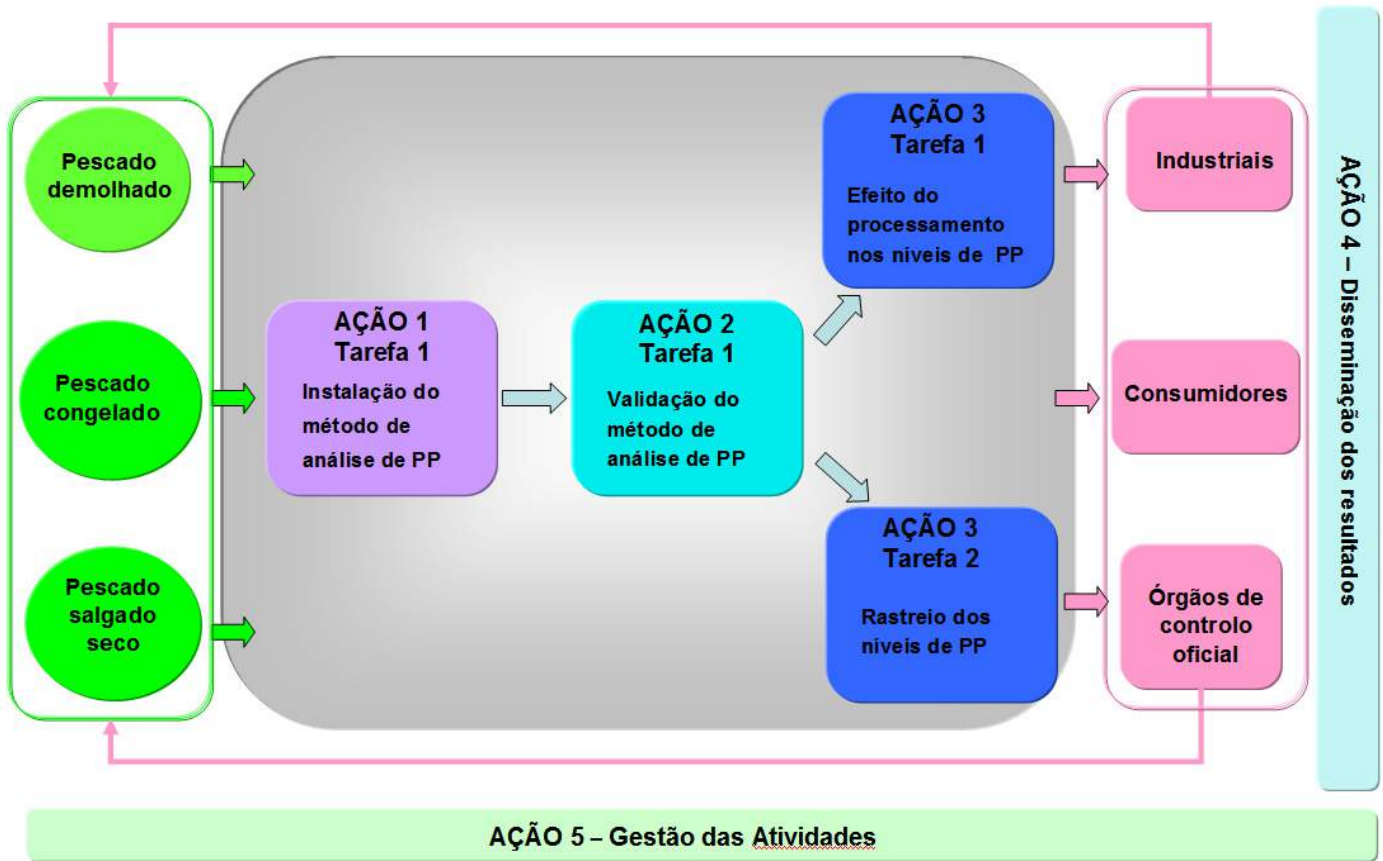 Pescado
demolhado
Pescado
congelado
Pescado
salgado
seco
AÇÃO 1
Tarefa 1
Instalação do
método de
análise de PP
AÇÃO 2
Tarefa 1
Validação do
método de
análise de PP
AÇÃO 3
Tarefa 1
Efeito do
processamento
nos níveis de PP
AÇÃO 3
Tarefa 2
Rastreio dos
níveis de PP
Industriais
Consumidores
Órgãos de
controlo
oficial
AÇÃO 4 – Disseminação dos resultados
AÇÃO 5 – Gestão das Atividades